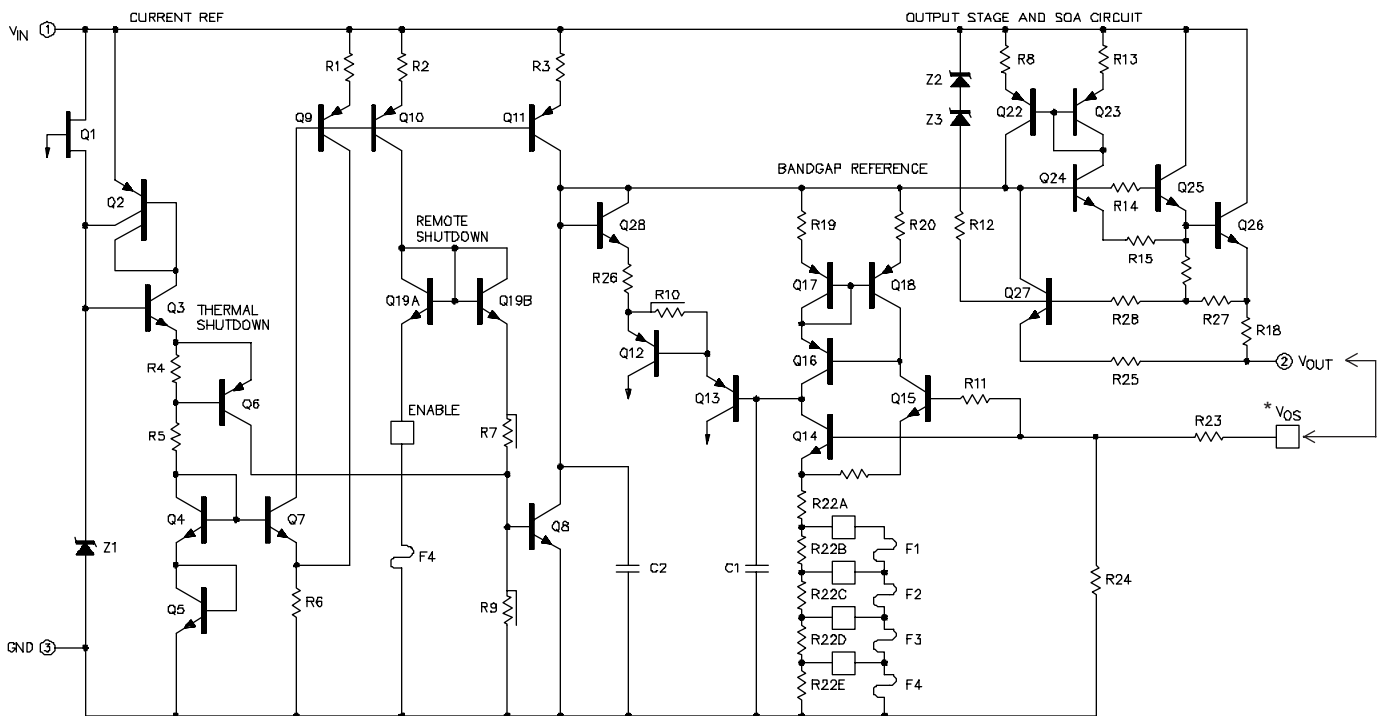 CURRENT REF
OUTPUT STAGE AND SOA CIRCUIT
VIN 1
R1
R2
R3
R8
R13
Z2
Z3
Q1
Q9
Q10
Q11
Q22
Q23
BANDGAP REFERENCE
Q24
Q25
R14
Q2
REMOTE
SHUTDOWN
Q28
R19
R20
R12
R15
Q26
R26
Q17
Q18
Q19A
Q19B
R10
Q27
R28
R27
Q3
THERMAL
SHUTDOWN
R18
Q12
Q16
R25
2 VOUT
R4
Q6
Q13
Q15
R11
ENABLE
* VOS
R5
R7
Q14
R23
R22A
Q4
Q7
Q8
Z1
F4
R22B
F1
C2
C1
R24
R22C
F2
Q5
R6
R9
R22D
F3
GND 3
R22E
F4